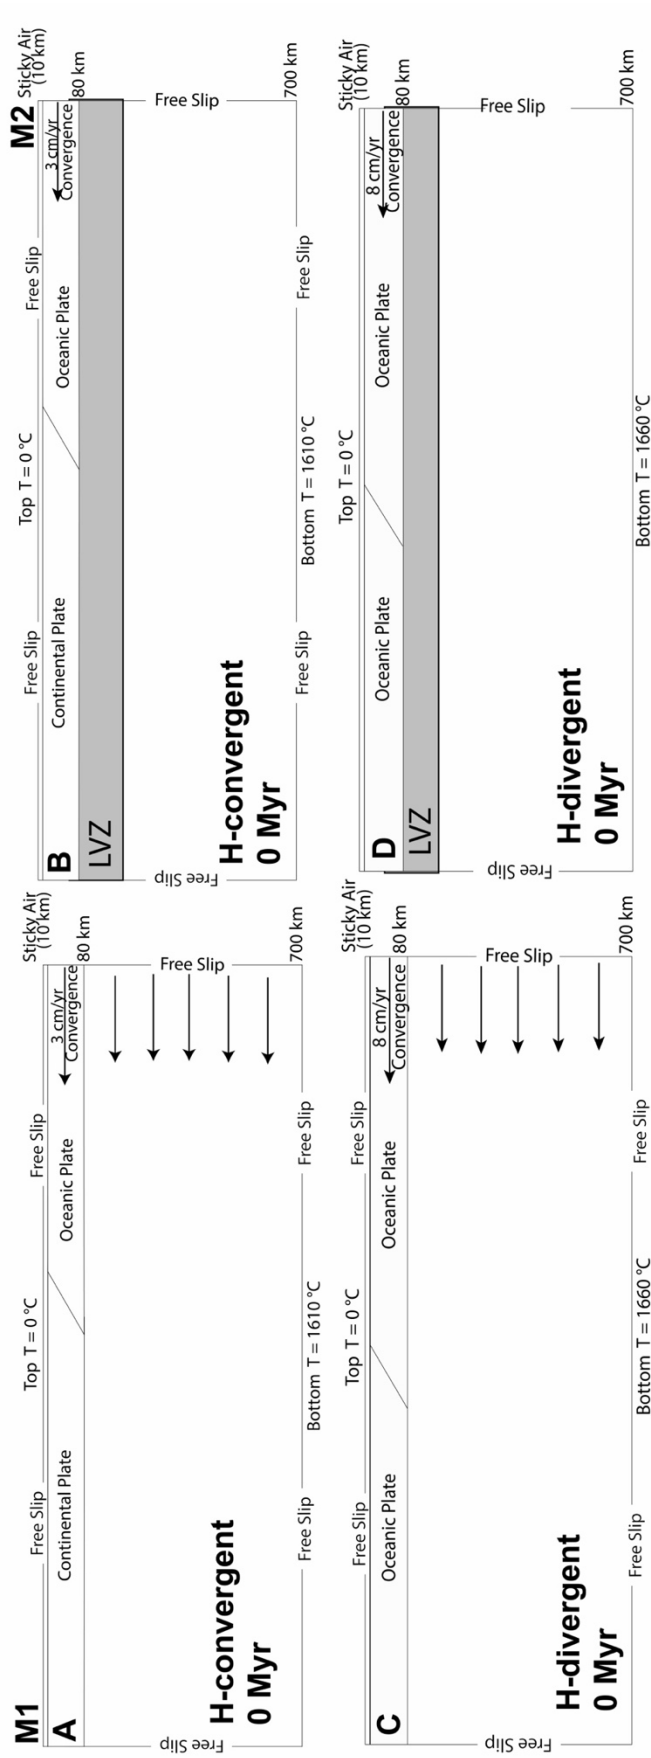 M1
A
Free Slip
Top T = 0 °C
Free Slip
Sticky Air
(10 km)
80 km
Continental Plate
Oceanic Plate
3 cm/yr
Convergence
Free Slip
Free Slip
H-convergent
0 Myr
700 km
Free Slip
Bottom T = 1610 °C
Free Slip
M2
B
Free Slip
Top T = 0 °C
Free Slip
Sticky Air
(10 km)
80 km
Continental Plate
Oceanic Plate
3 cm/yr
Convergence
LVZ
Free Slip
Free Slip
H-convergent
0 Myr
700 km
Free Slip
Bottom T = 1610 °C
Free Slip
C
Free Slip
Top T = 0 °C
Free Slip
Sticky Air
(10 km)
80 km
Oceanic Plate
Oceanic Plate
8 cm/yr
Convergence
Free Slip
Free Slip
H-divergent
0 Myr
700 km
Free Slip
Bottom T = 1660 °C
Free Slip
D
Top T = 0 °C
Sticky Air
(10 km)
80 km
Oceanic Plate
Oceanic Plate
8 cm/yr
Convergence
LVZ
Free Slip
Free Slip
H-divergent
0 Myr
700 km
Bottom T = 1660 °C